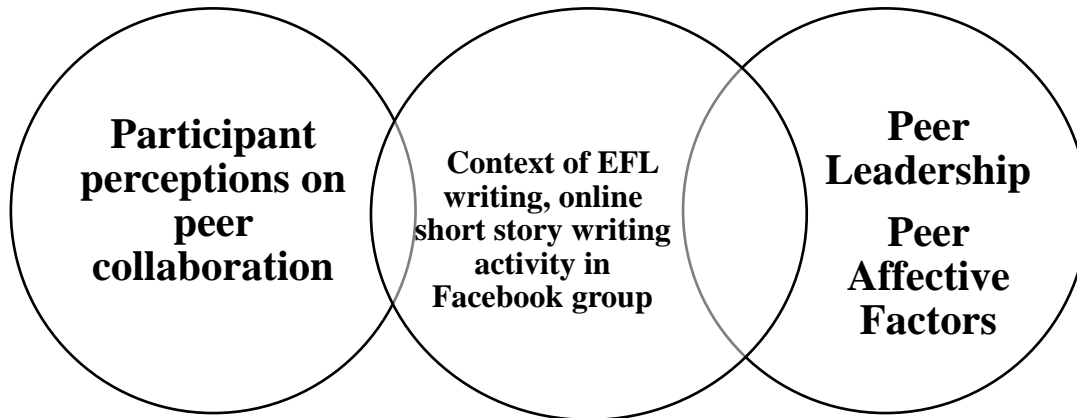 Participant
perceptions on
peer
collaboration
Context of EFL
writing, online
short story writing
activity in
Facebook group
Peer
Leadership
Peer
Affective
Factors